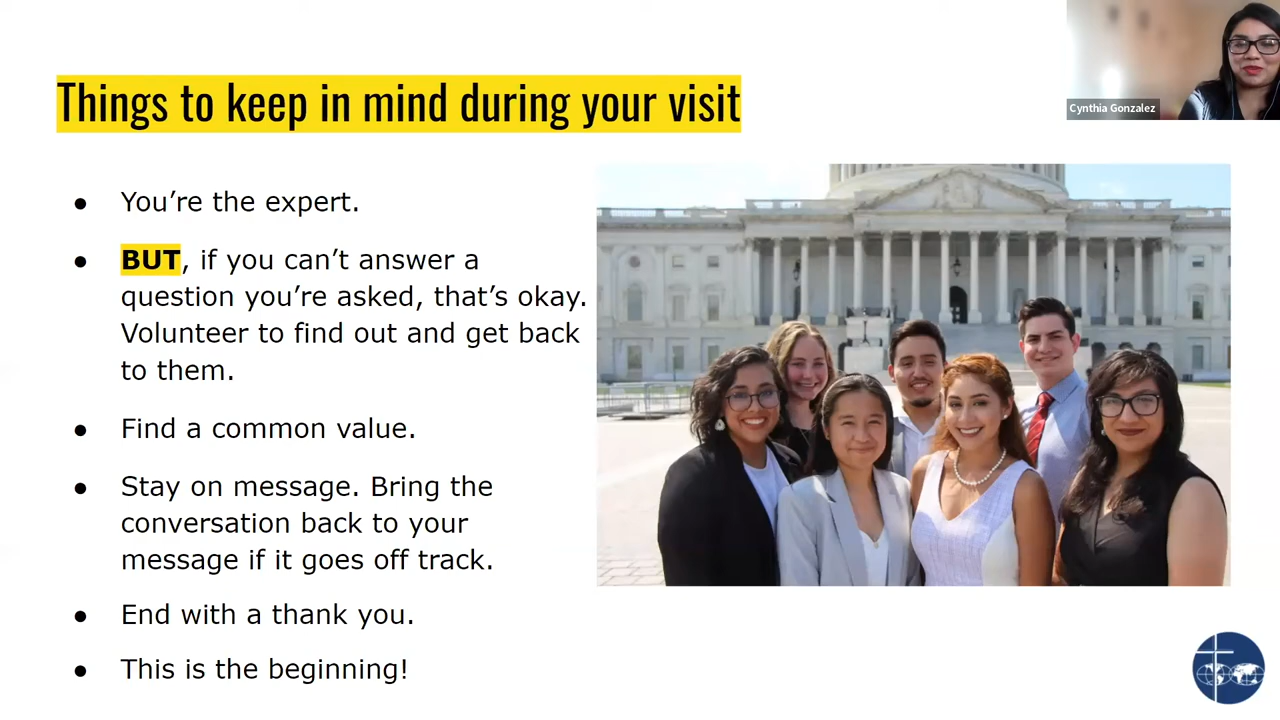 Cynthia Gonzalez
Things to keep in mind during your visit
● You’re the expert.
● BUT, if you can’t answer a
question you’re asked, that’s okay.
Volunteer to find out and get back
to them.
● Find a common value.
● Stay on message. Bring the
conversation back to your
message if it goes off track.
● End with a thank you.
● This is the beginning!